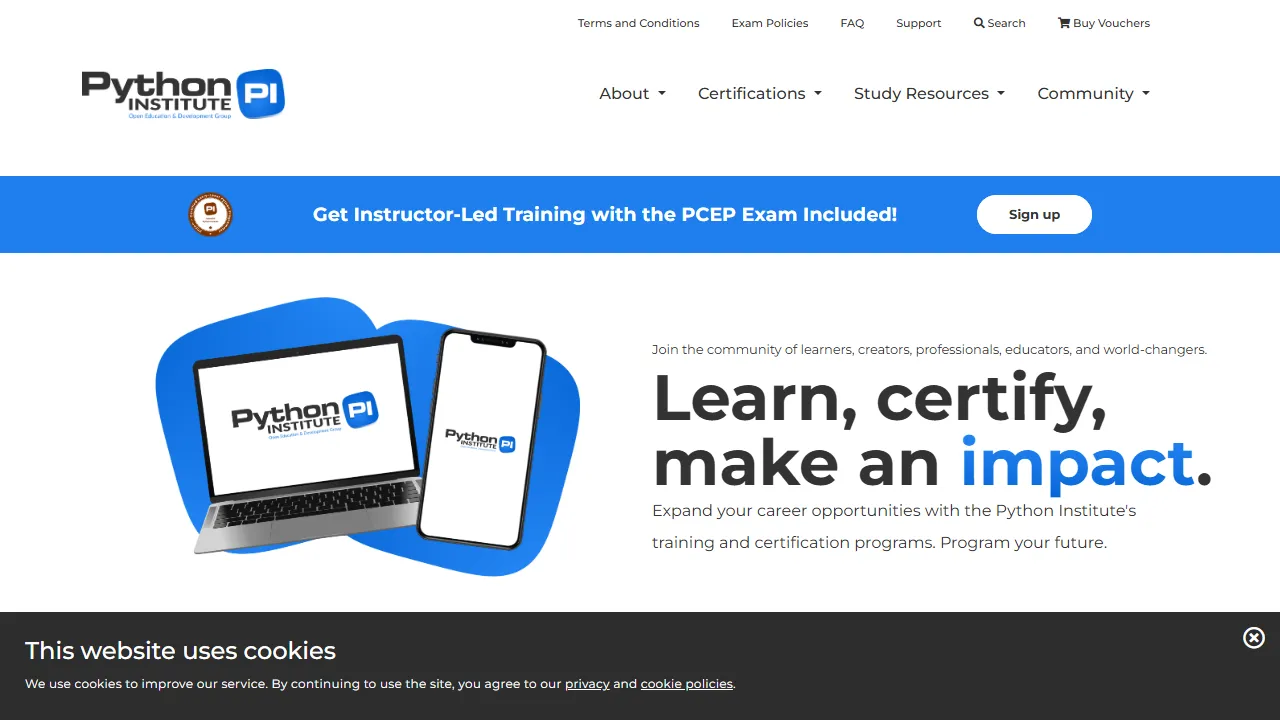 Terms and Conditions
Exam Policies
FAQ
Support
Search
Buy Vouchers
Python
INSTITUTE
PI
Open Education & Development Group
About
Certifications
Study Resources
Community
PI
Get Instructor-Led Training with the PCEP Exam Included!
Sign up
Python
INSTITUTE
PI
Open Education & Development Group
Python
INSTITUTE
PI
Join the community of learners, creators, professionals, educators, and world-changers.
Learn, certify,
make an impact.
Expand your career opportunities with the Python Institute's
training and certification programs. Program your future.
This website uses cookies
We use cookies to improve our service. By continuing to use the site, you agree to our privacy and cookie policies.